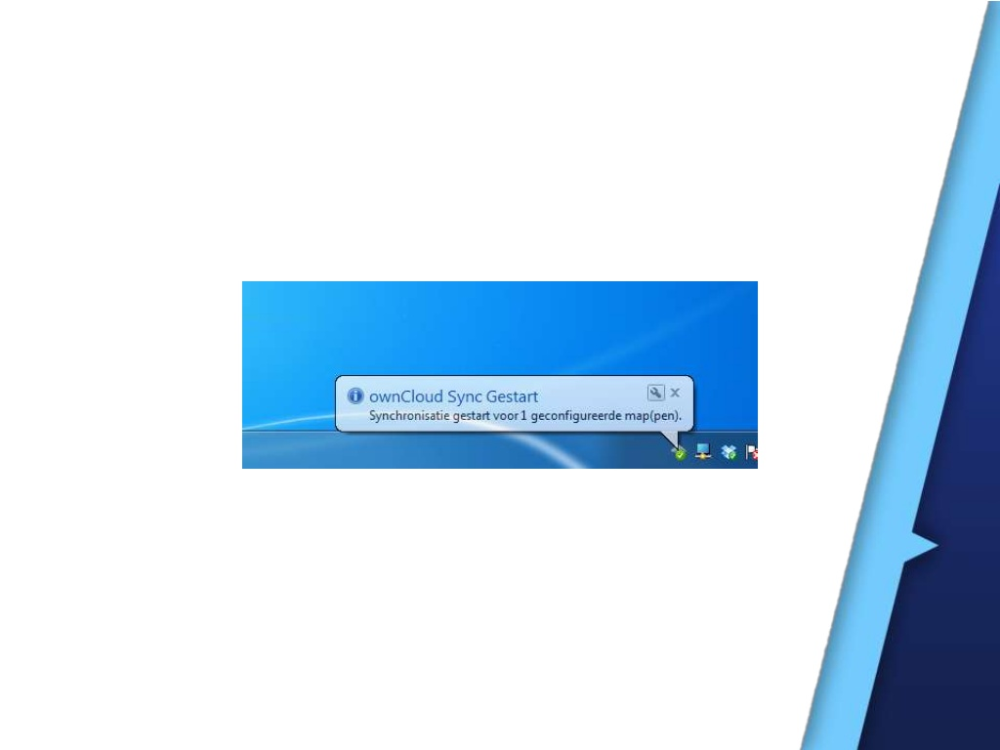 ownCloud Sync Gestart
Synchronisatie gestart voor 1 geconfigureerde map(pen).